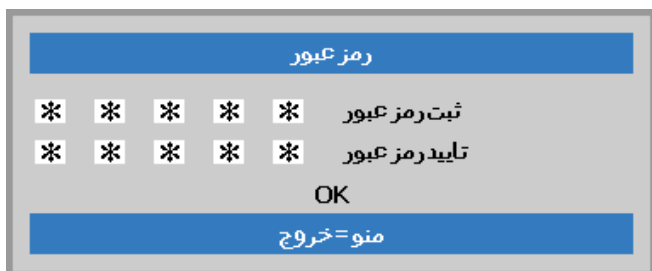 رمز عبور
ثبت رمز عبور * * * * *
تایید رمز عبور * * * * *
OK
منو=خروج